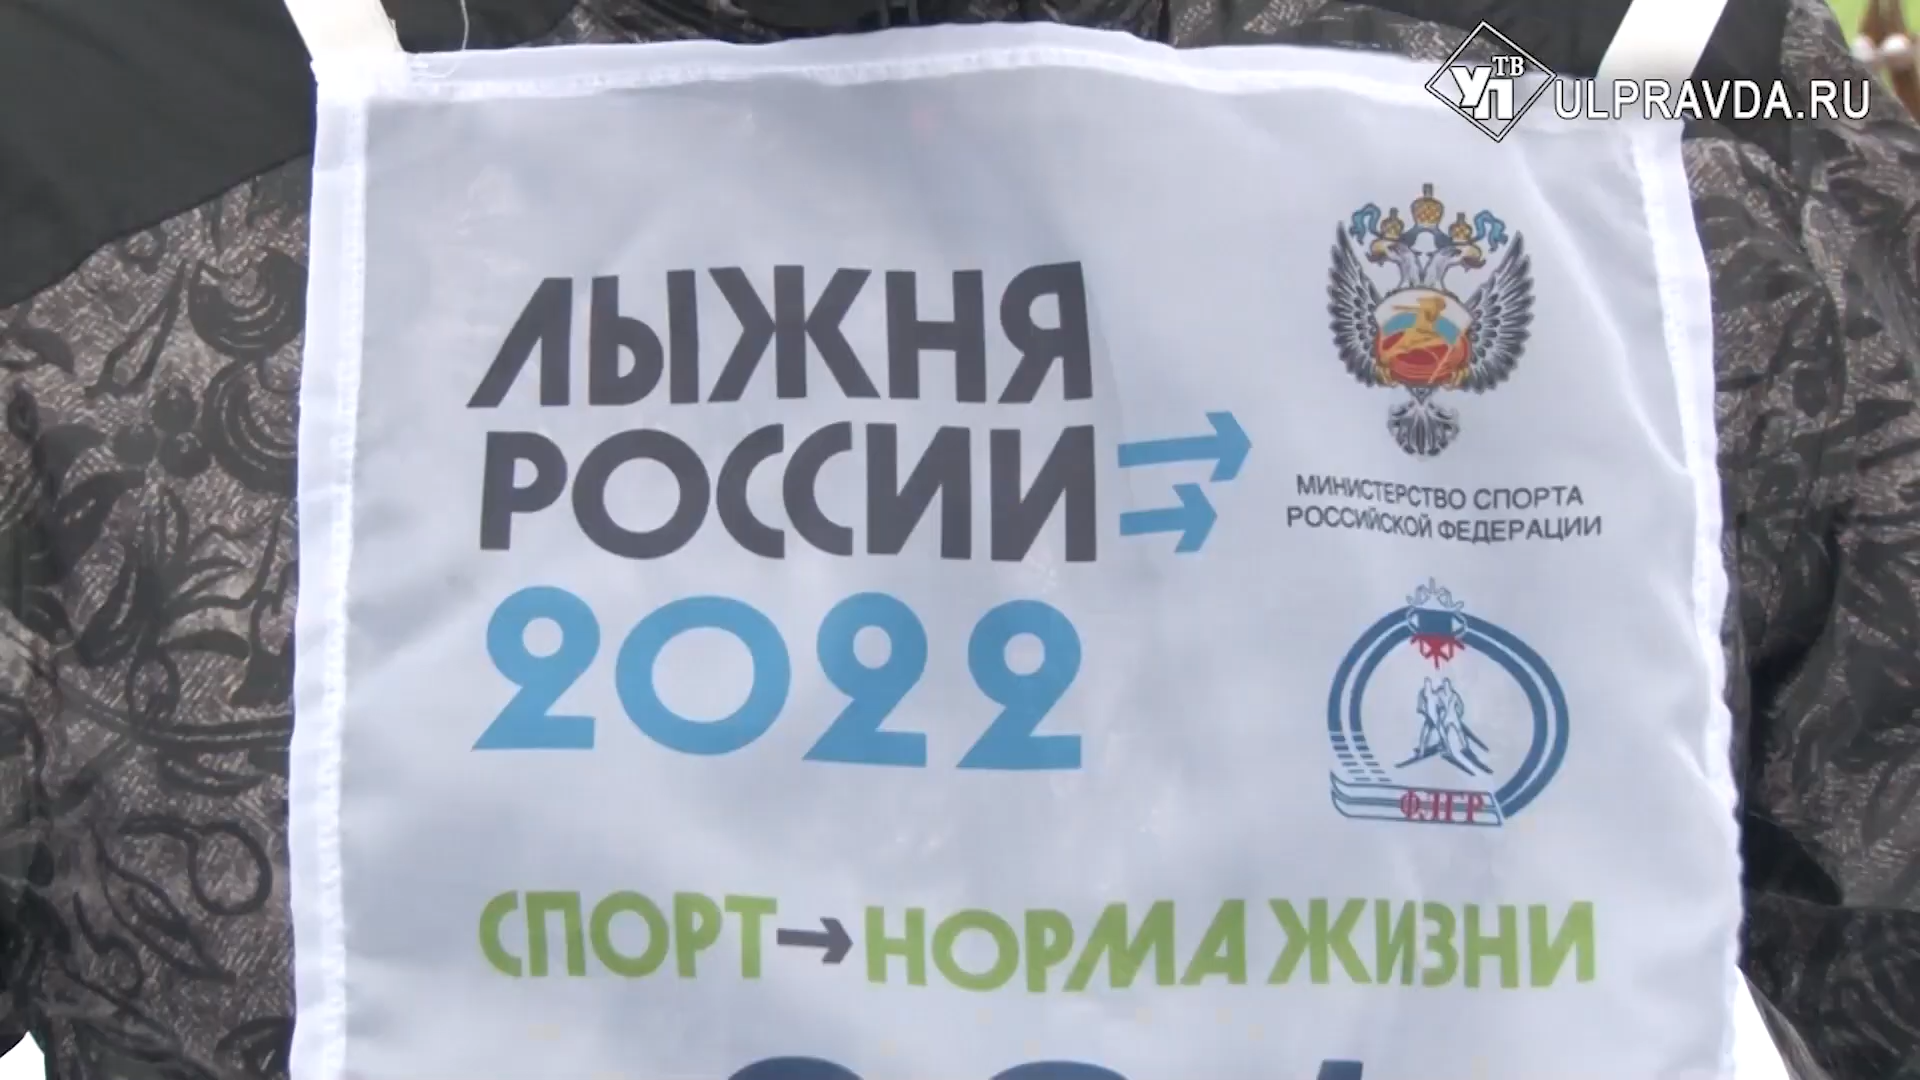 УП ТВ
ULPRAVDA.RU
ЛЫЖНЯ
РОССИИ
2022
МИНИСТЕРСТВО СПОРТА
РОССИЙСКОЙ ФЕДЕРАЦИИ
ФЛГР
СПОРТ→НОРМА ЖИЗНИ